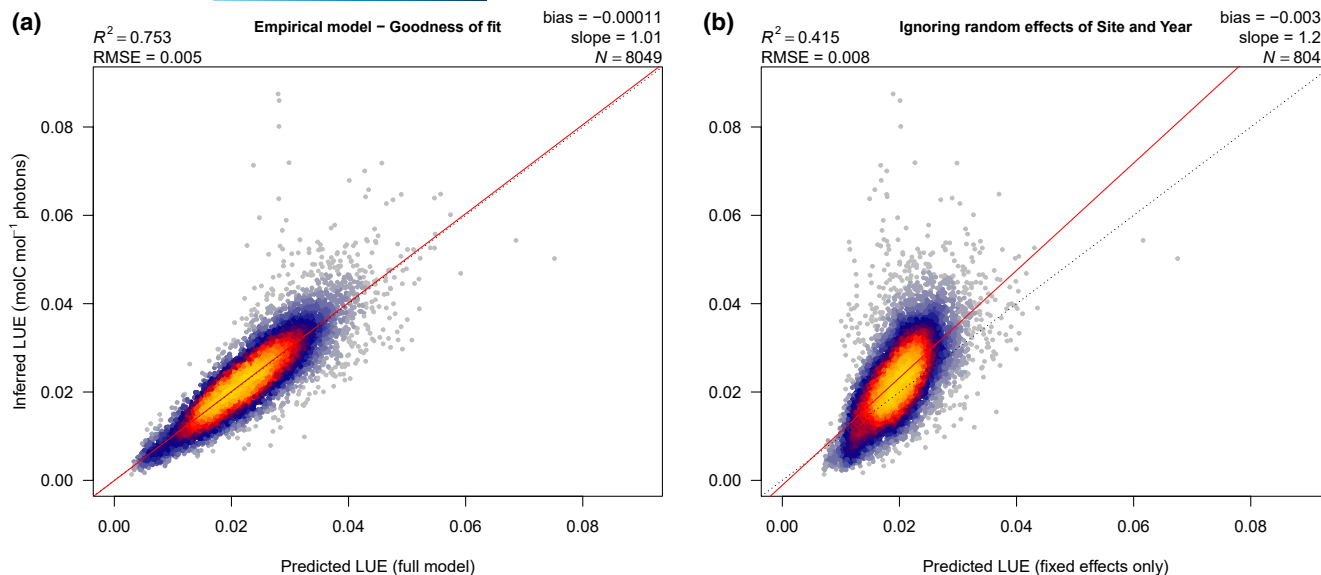 (a)
R² = 0.753
RMSE = 0.005
Empirical model − Goodness of fit
bias = −0.00011
slope = 1.01
N = 8049
Inferred LUE (molC mol⁻¹ photons)
0.08
0.06
0.04
0.02
0.00
0.00 0.02 0.04 0.06 0.08
Predicted LUE (full model)
(b)
R² = 0.415
RMSE = 0.008
Ignoring random effects of Site and Year
bias = −0.003
slope = 1.2
N = 804
0.08
0.06
0.04
0.02
0.00
0.00 0.02 0.04 0.06 0.08
Predicted LUE (fixed effects only)